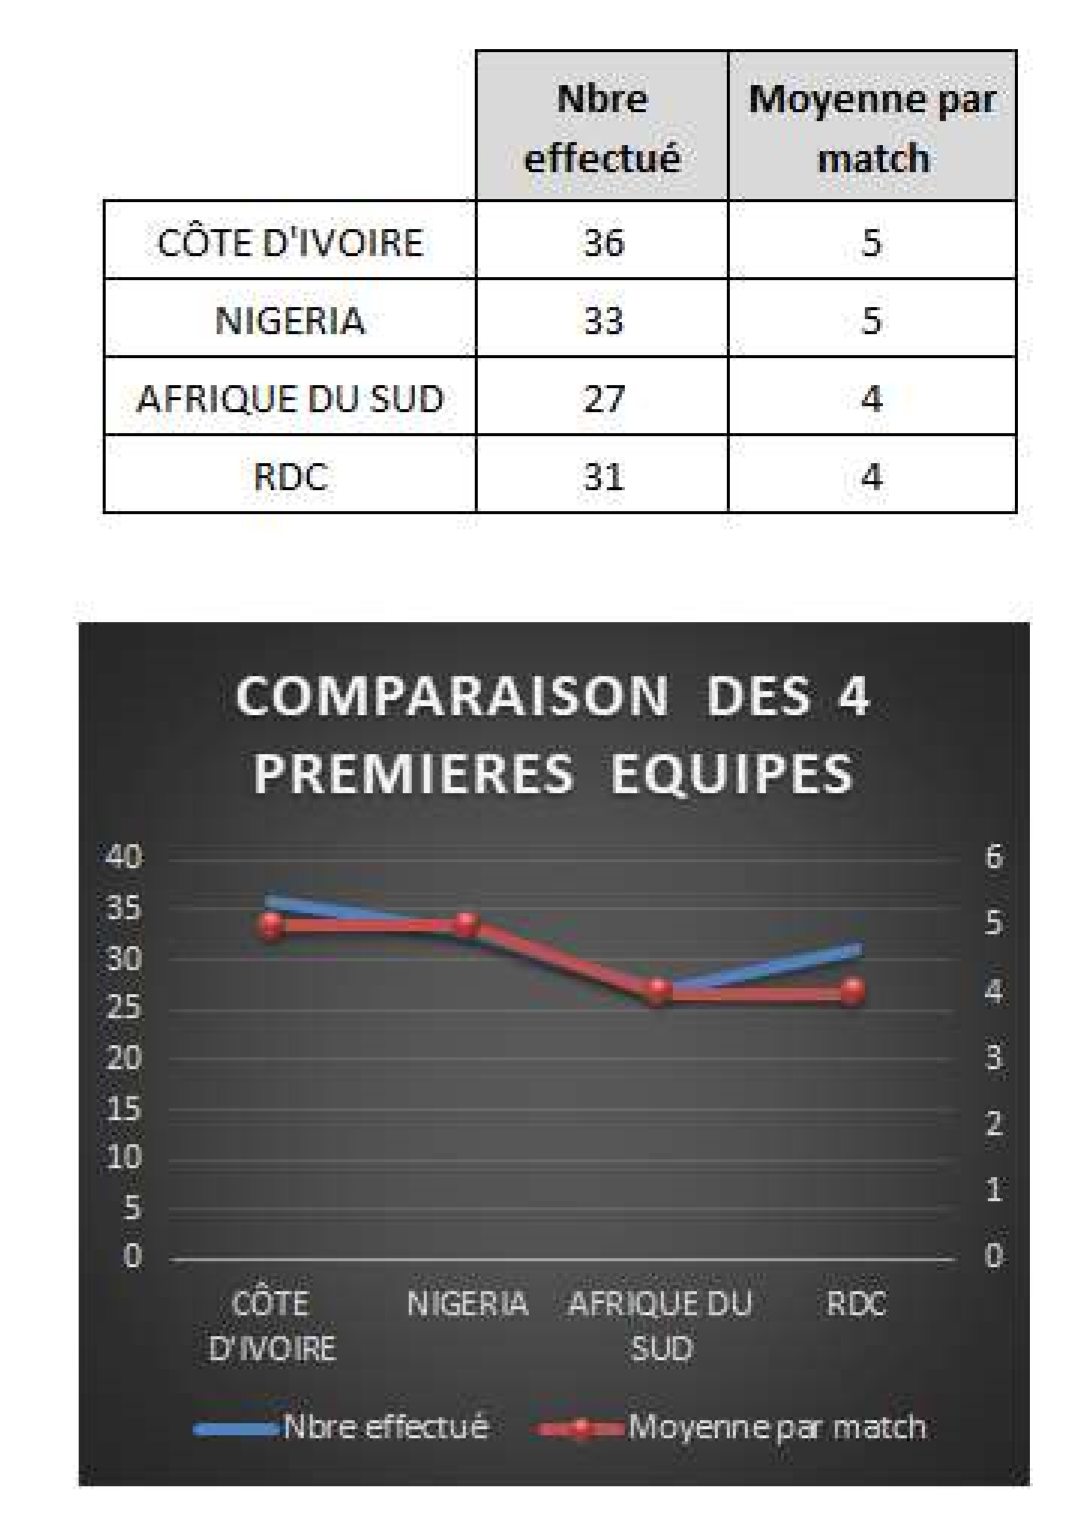 Nbre Moyenne par
effectué match
CÔTE D'IVOIRE 36 5
NIGERIA 33 5
AFRIQUE DU SUD 27 4
RDC 31 4
COMPARAISON DES 4
PREMIERES EQUIPES
40 6
35 5
30
25 4
20 3
15 2
10 1
5
0 0
CÔTE NIGERIA AFRIQUE DU RDC
D'IVOIRE SUD
Nbre effectué Moyenne par match